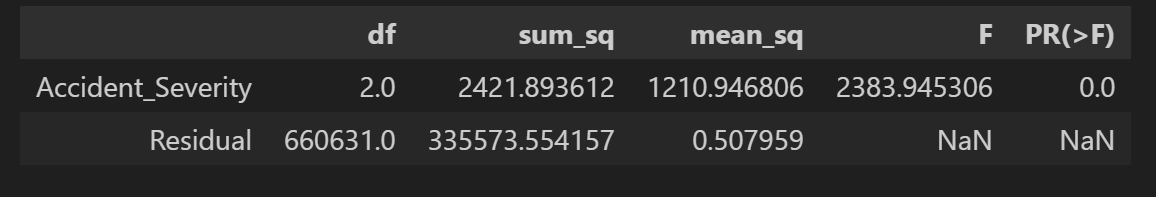 df sum_sq mean_sq F PR(>F)
Accident_Severity 2.0 2421.893612 1210.946806 2383.945306 0.0
Residual 660631.0 335573.554157 0.507959 NaN NaN